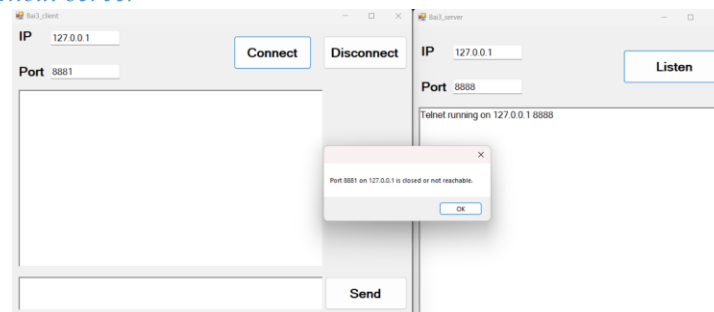 Bai3_client
IP 127.0.0.1
Connect
Disconnect
Port 8881
Send
Bai3_server
IP 127.0.0.1
Listen
Port 8888
Telnet running on 127.0.0.1 8888
Port 8881 on 127.0.0.1 is closed or not reachable.
OK